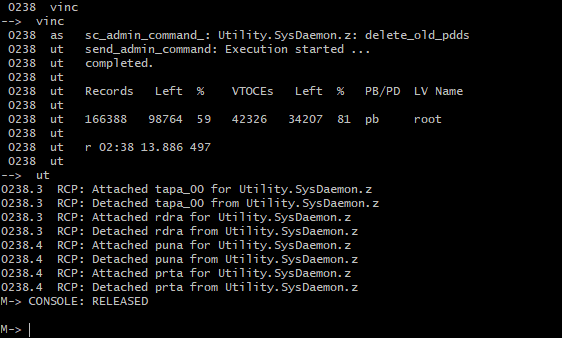 0238  vinc
-->  vinc
0238  as   sc_admin_command_: Utility.SysDaemon.z: delete_old_pdds
0238  ut   send_admin_command: Execution started ...
0238  ut   completed.
0238  ut
0238  ut   Records   Left  %    VTOCEs   Left  %   PB/PD  LV Name
0238  ut
0238  ut   166388   98764  59    42326  34207  81  pb     root
0238  ut
0238  ut   r 02:38 13.886 497
0238  ut
-->  ut
0238.3  RCP: Attached tapa_00 for Utility.SysDaemon.z
0238.3  RCP: Detached tapa_00 from Utility.SysDaemon.z
0238.3  RCP: Attached rdra for Utility.SysDaemon.z
0238.3  RCP: Detached rdra from Utility.SysDaemon.z
0238.4  RCP: Attached puna for Utility.SysDaemon.z
0238.4  RCP: Detached puna from Utility.SysDaemon.z
0238.4  RCP: Attached prta for Utility.SysDaemon.z
0238.4  RCP: Detached prta from Utility.SysDaemon.z
M-> CONSOLE: RELEASED
M->